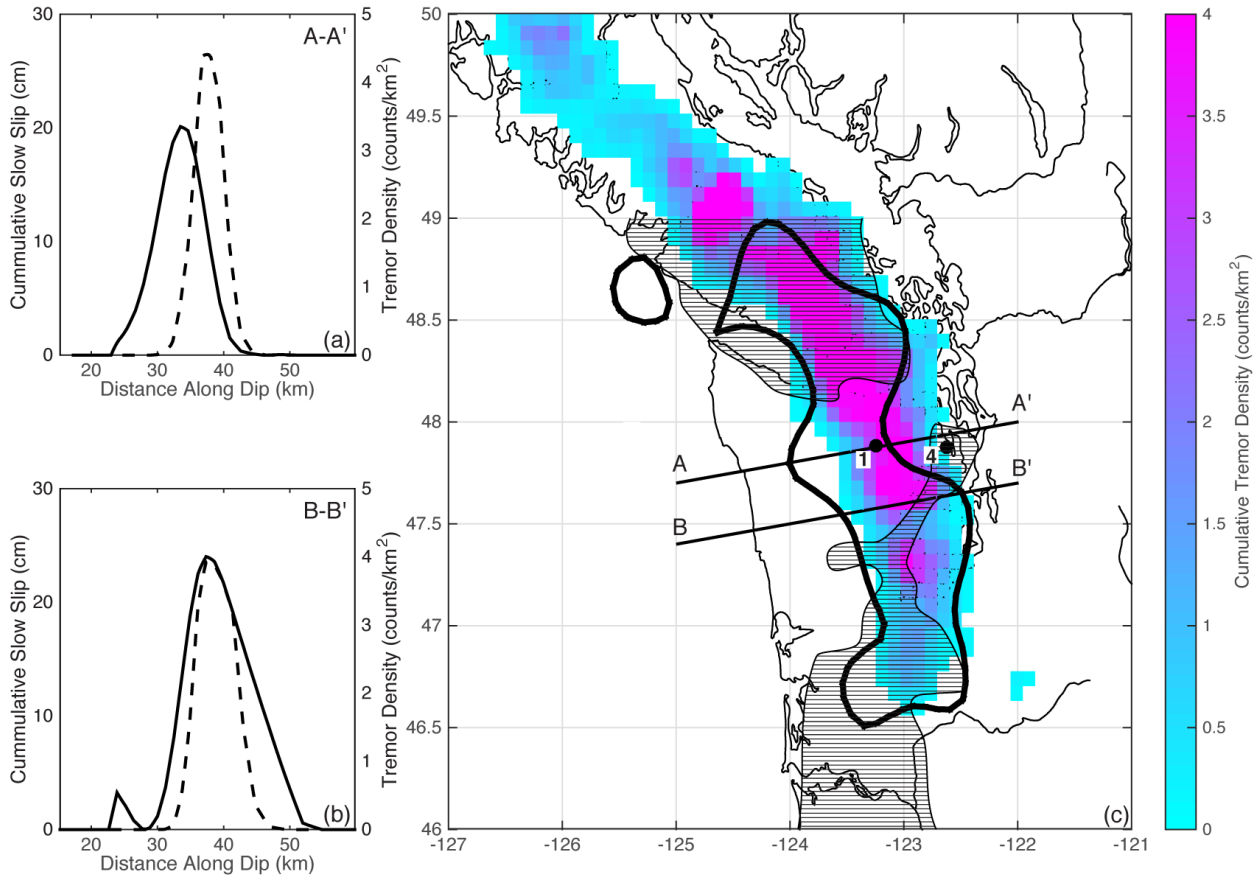 30
20
10
0
Cummulative Slow Slip (cm)
A-A'
(a)
5
4
3
2
1
0
Tremor Density (counts/km2)
20 30 40 50
Distance Along Dip (km)
30
20
10
0
Cummulative Slow Slip (cm)
B-B'
(b)
5
4
3
2
1
0
Tremor Density (counts/km2)
20 30 40 50
Distance Along Dip (km)
50
49.5
49
48.5
48
47.5
47
46.5
46
A
A'
B
B'
1
4
(c)
-127 -126 -125 -124 -123 -122 -121
4
3.5
3
2.5
2
1.5
1
0.5
0
Cumulative Tremor Density (counts/km2)